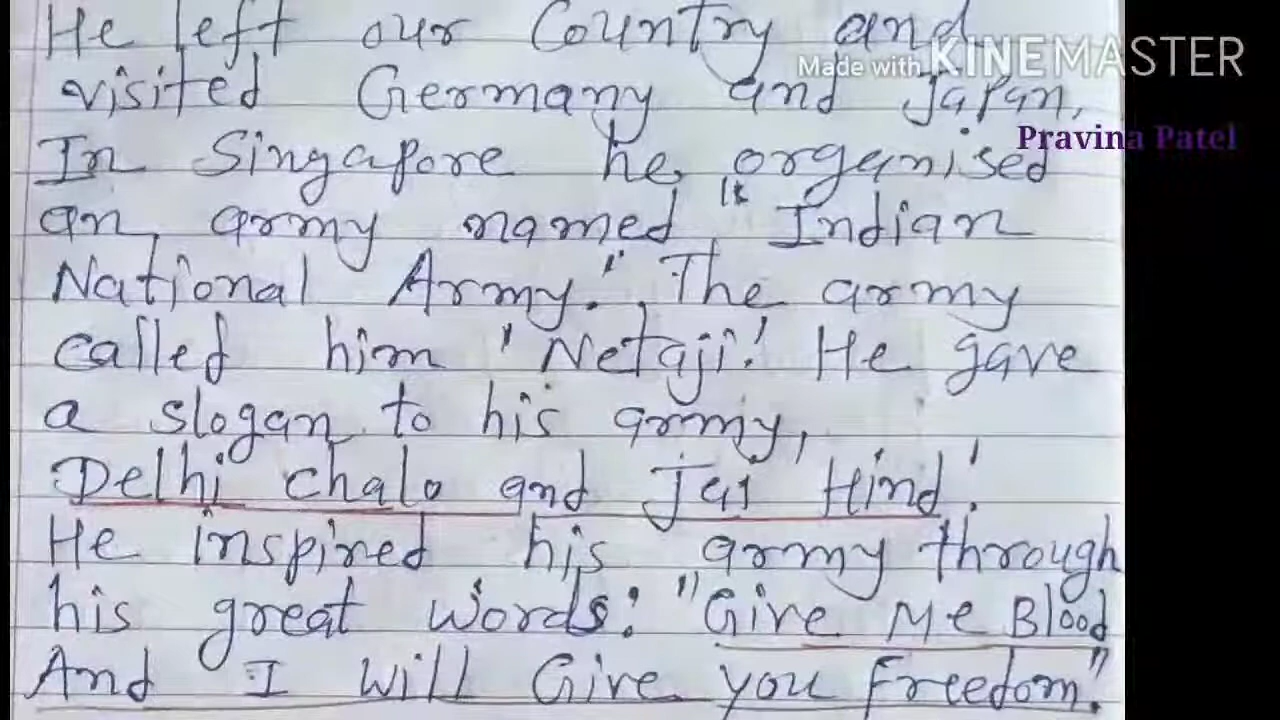 He left our Country and
Made with KINEMASTER
visited Germany and Japan,
Pravina Patel
In Singapore he organised
an army named " Indian
National Army." The army
called him 'Netaji.' He gave
a slogan to his army,
Delhi chalo and Jai Hind.'
He inspired his army through
his great words: "Give Me Blood
And I will Give you Freedom."